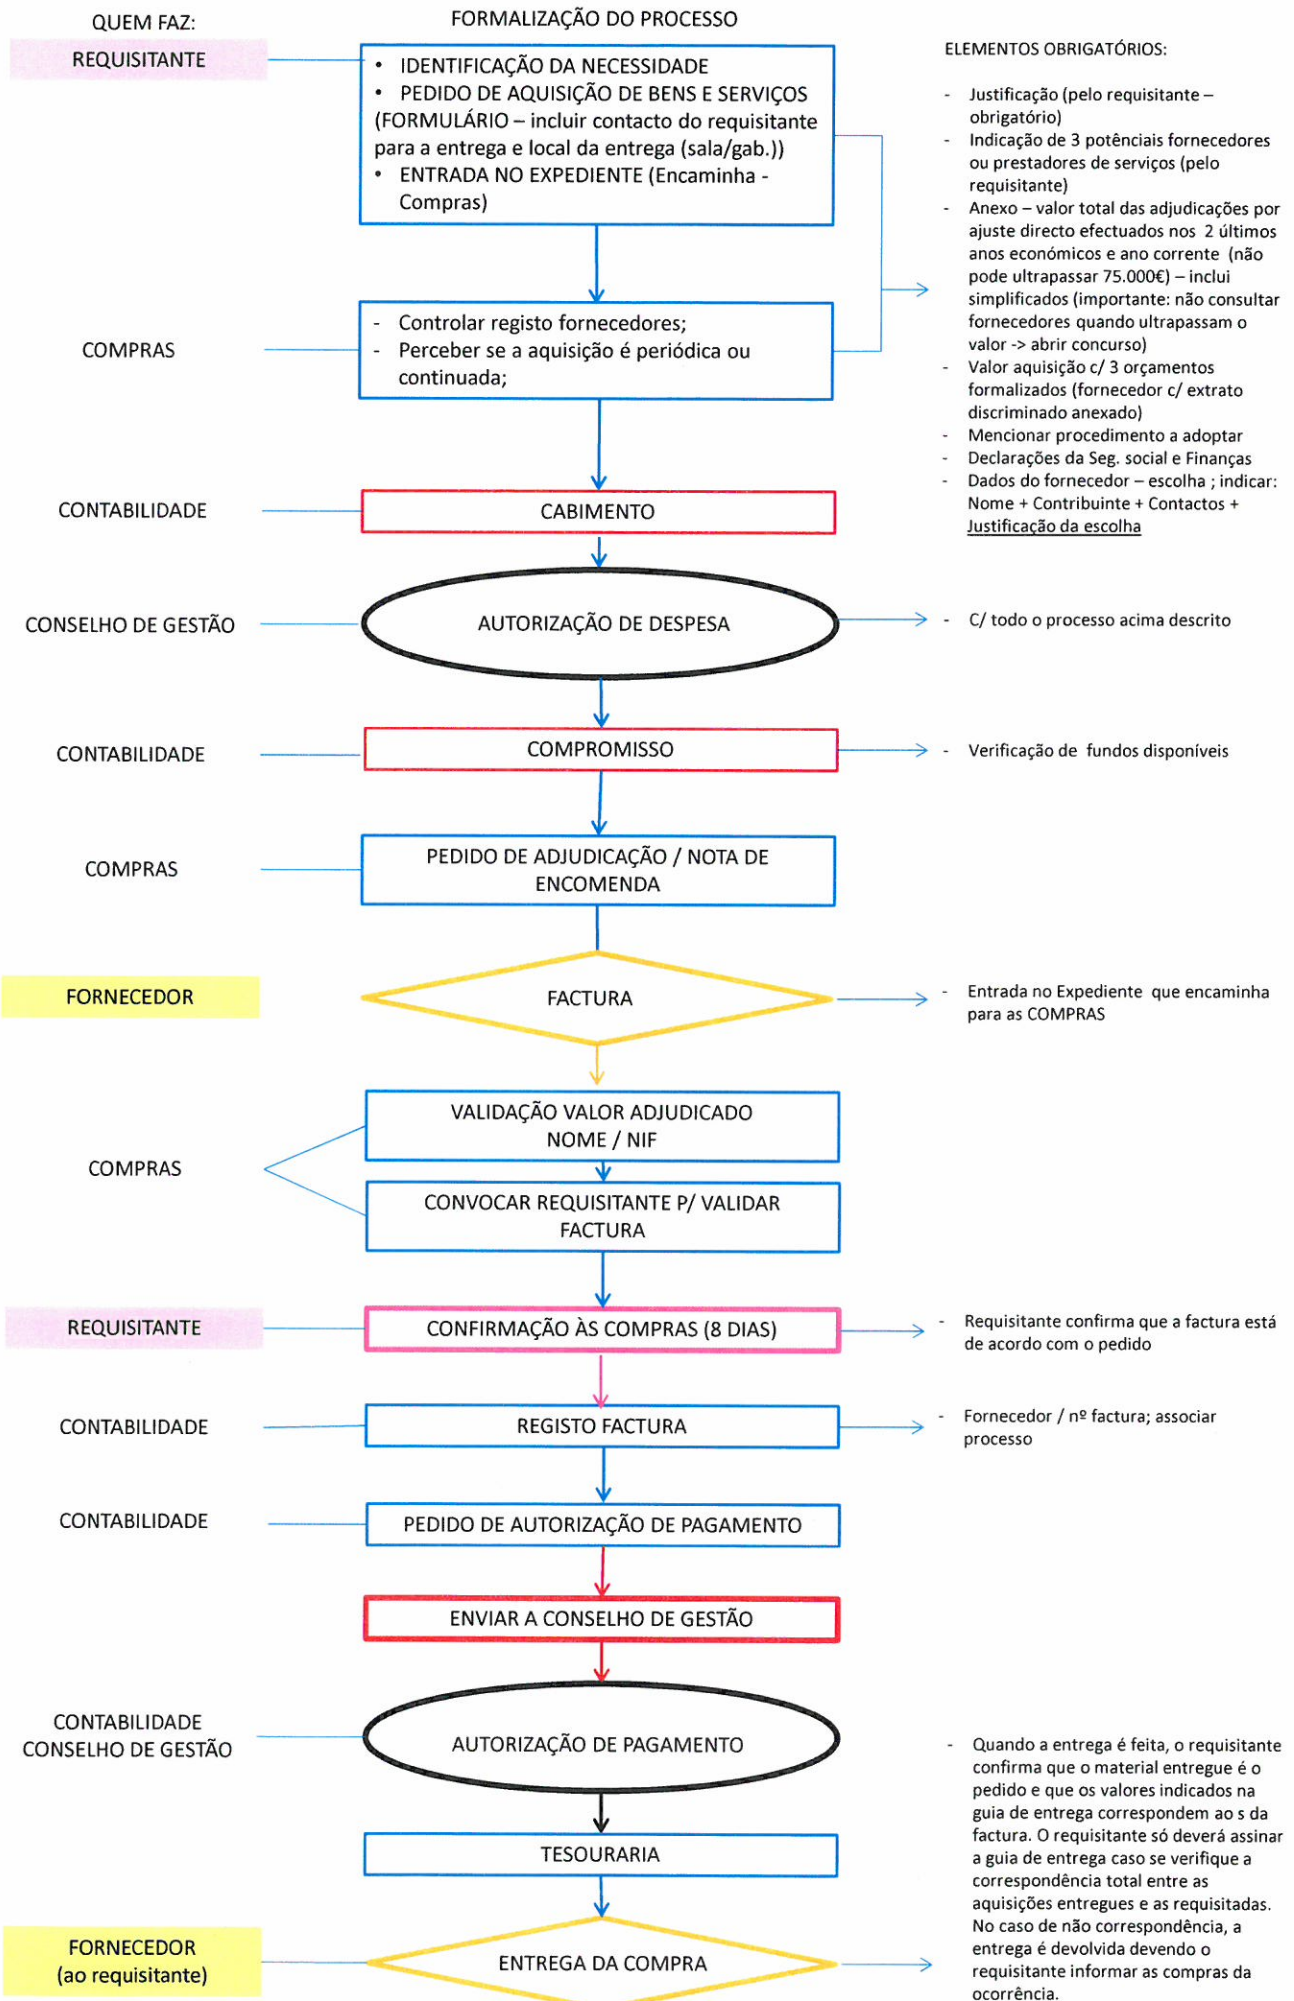 QUEM FAZ:
FORMALIZAÇÃO DO PROCESSO
REQUISITANTE
• IDENTIFICAÇÃO DA NECESSIDADE
• PEDIDO DE AQUISIÇÃO DE BENS E SERVIÇOS
(FORMULÁRIO – incluir contacto do requisitante
para a entrega e local da entrega (sala/gab.))
• ENTRADA NO EXPEDIENTE (Encaminha -
Compras)
ELEMENTOS OBRIGATÓRIOS:
- Justificação (pelo requisitante –
obrigatório)
- Indicação de 3 potênciais fornecedores
ou prestadores de serviços (pelo
requisitante)
- Anexo – valor total das adjudicações por
ajuste directo efectuados nos 2 últimos
anos económicos e ano corrente (não
pode ultrapassar 75.000€) – inclui
simplificados (importante: não consultar
fornecedores quando ultrapassam o
valor -> abrir concurso)
- Valor aquisição c/ 3 orçamentos
formalizados (fornecedor c/ extrato
discriminado anexado)
- Mencionar procedimento a adoptar
- Declarações da Seg. social e Finanças
- Dados do fornecedor – escolha ; indicar:
Nome + Contribuinte + Contactos +
Justificação da escolha
COMPRAS
- Controlar registo fornecedores;
- Perceber se a aquisição é periódica ou
continuada;
CONTABILIDADE
CABIMENTO
CONSELHO DE GESTÃO
AUTORIZAÇÃO DE DESPESA
- C/ todo o processo acima descrito
CONTABILIDADE
COMPROMISSO
- Verificação de fundos disponíveis
COMPRAS
PEDIDO DE ADJUDICAÇÃO / NOTA DE
ENCOMENDA
FORNECEDOR
FACTURA
- Entrada no Expediente que encaminha
para as COMPRAS
COMPRAS
VALIDAÇÃO VALOR ADJUDICADO
NOME / NIF
CONVOCAR REQUISITANTE P/ VALIDAR
FACTURA
REQUISITANTE
CONFIRMAÇÃO ÀS COMPRAS (8 DIAS)
- Requisitante confirma que a factura está
de acordo com o pedido
CONTABILIDADE
REGISTO FACTURA
- Fornecedor / nº factura; associar
processo
CONTABILIDADE
PEDIDO DE AUTORIZAÇÃO DE PAGAMENTO
ENVIAR A CONSELHO DE GESTÃO
CONTABILIDADE
CONSELHO DE GESTÃO
AUTORIZAÇÃO DE PAGAMENTO
TESOURARIA
FORNECEDOR
(ao requisitante)
ENTREGA DA COMPRA
- Quando a entrega é feita, o requisitante
confirma que o material entregue é o
pedido e que os valores indicados na
guia de entrega correspondem ao s da
factura. O requisitante só deverá assinar
a guia de entrega caso se verifique a
correspondência total entre as
aquisições entregues e as requisitadas.
No caso de não correspondência, a
entrega é devolvida devendo o
requisitante informar as compras da
ocorrência.